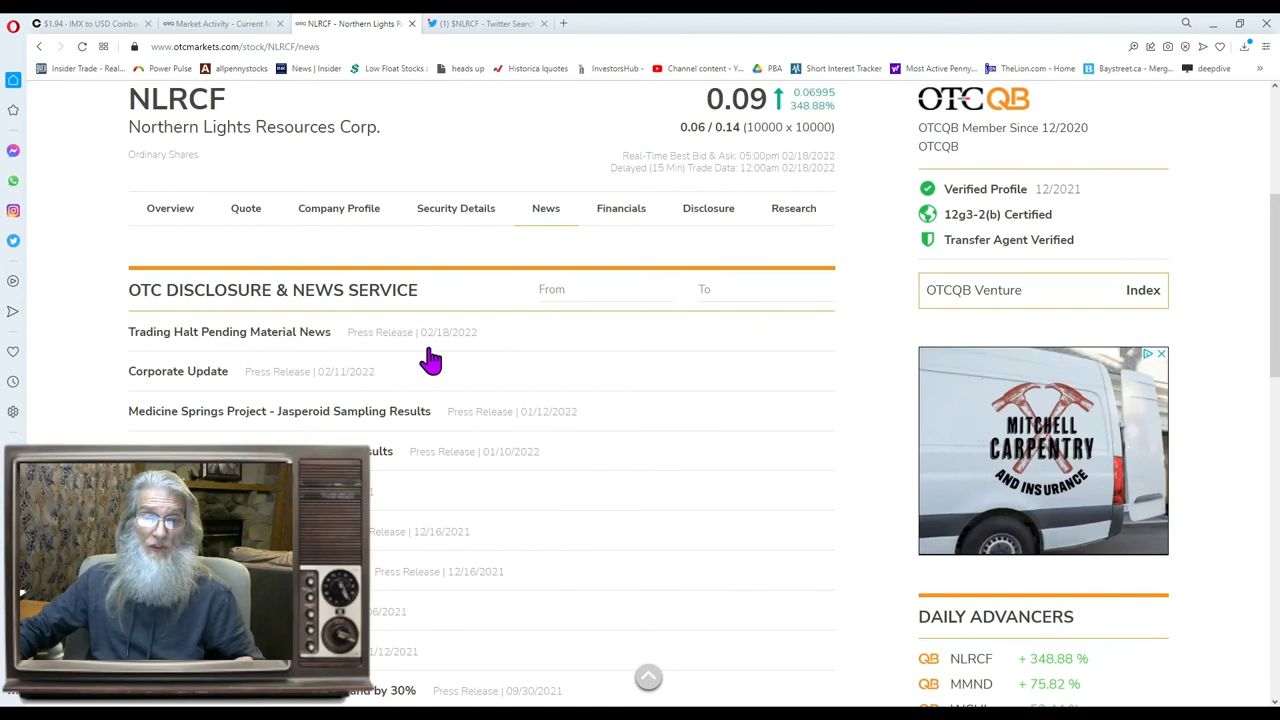 $1.94 - IMX to USD Coinba
Market Activity - Current M
NLRCF - Northern Lights R
(1) $NLRCF - Twitter Searc
www.otcmarkets.com/stock/NLRCF/news
Insider Trade - Real...
Power Pulse
allpennystocks
News | Insider
Low Float Stocks :
heads up
Historica Iquotes
InvestorsHub -
Channel content - Y...
PBA
Short Interest Tracker
Most Active Penny...
TheLion.com - Home
Baystreet.ca - Merg...
deepdive
NLRCF
0.09
0.06995
348.88%
Northern Lights Resources Corp.
0.06 / 0.14 (10000 x 10000)
Ordinary Shares
Real-Time Best Bid & Ask: 05:00pm 02/18/2022
Delayed (15 Min) Trade Data: 12:00am 02/18/2022
Overview
Quote
Company Profile
Security Details
News
Financials
Disclosure
Research
OTC DISCLOSURE & NEWS SERVICE
From
To
Trading Halt Pending Material News Press Release | 02/18/2022
Corporate Update Press Release | 02/11/2022
Medicine Springs Project - Jasperoid Sampling Results Press Release | 01/12/2022
sults Press Release | 01/10/2022
Release | 12/16/2021
Press Release | 12/16/2021
06/2021
/12/2021
and by 30% Press Release | 09/30/2021
OTCQB
OTCQB Member Since 12/2020
OTCQB
Verified Profile 12/2021
12g3-2(b) Certified
Transfer Agent Verified
OTCQB Venture
Index
MITCHELL
CARPENTRY
AND INSURANCE
DAILY ADVANCERS
QB NLRCF + 348.88 %
QB MMND + 75.82 %